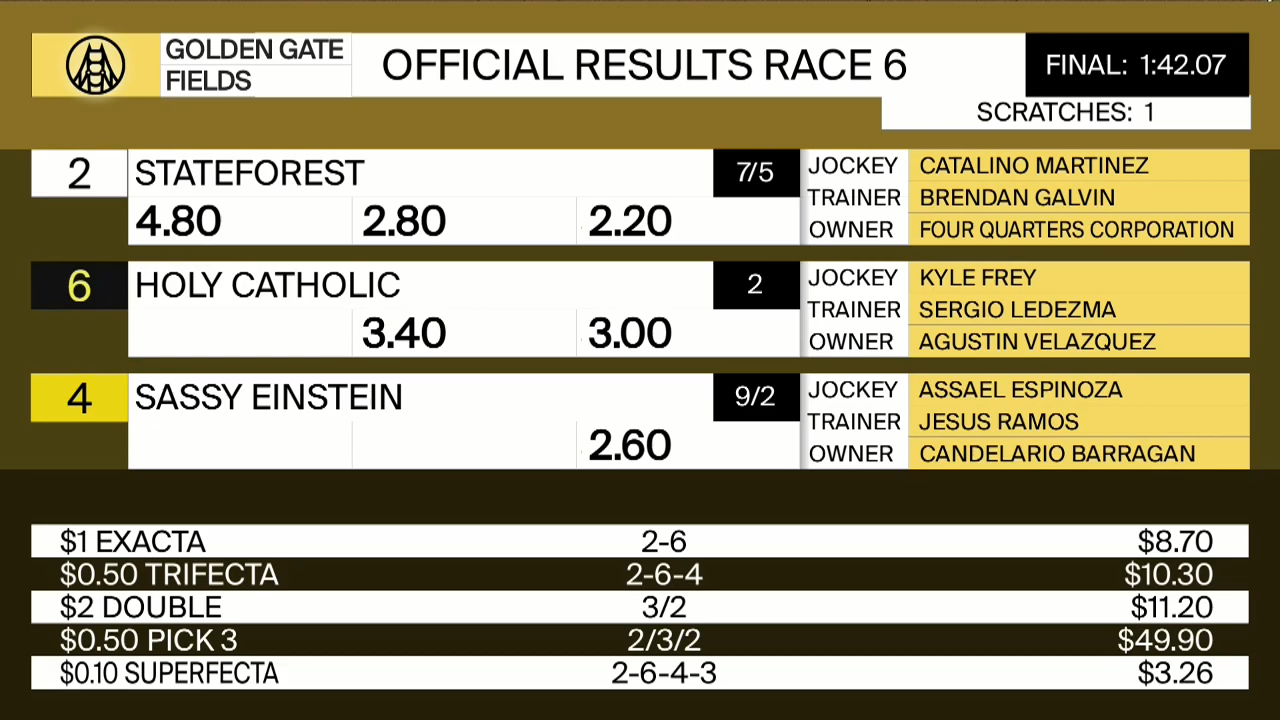 GOLDEN GATE
FIELDS
OFFICIAL RESULTS RACE 6
FINAL: 1:42.07
SCRATCHES: 1
2 STATEFOREST 7/5
4.80 2.80 2.20
JOCKEY CATALINO MARTINEZ
TRAINER BRENDAN GALVIN
OWNER FOUR QUARTERS CORPORATION
6 HOLY CATHOLIC 2
3.40 3.00
JOCKEY KYLE FREY
TRAINER SERGIO LEDEZMA
OWNER AGUSTIN VELAZQUEZ
4 SASSY EINSTEIN 9/2
2.60
JOCKEY ASSAEL ESPINOZA
TRAINER JESUS RAMOS
OWNER CANDELARIO BARRAGAN
$1 EXACTA 2-6 $8.70
$0.50 TRIFECTA 2-6-4 $10.30
$2 DOUBLE 3/2 $11.20
$0.50 PICK 3 2/3/2 $49.90
$0.10 SUPERFECTA 2-6-4-3 $3.26